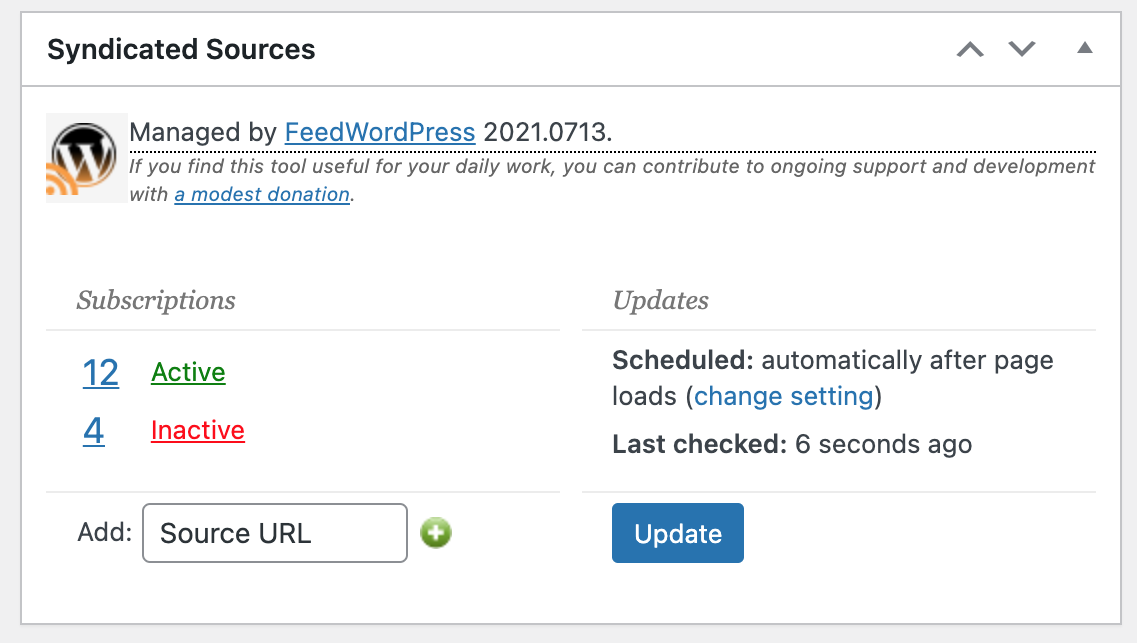 Syndicated Sources
Managed by FeedWordPress 2021.0713.
If you find this tool useful for your daily work, you can contribute to ongoing support and development
with a modest donation.
Subscriptions
12 Active
4 Inactive
Add: Source URL
Updates
Scheduled: automatically after page
loads (change setting)
Last checked: 6 seconds ago
Update